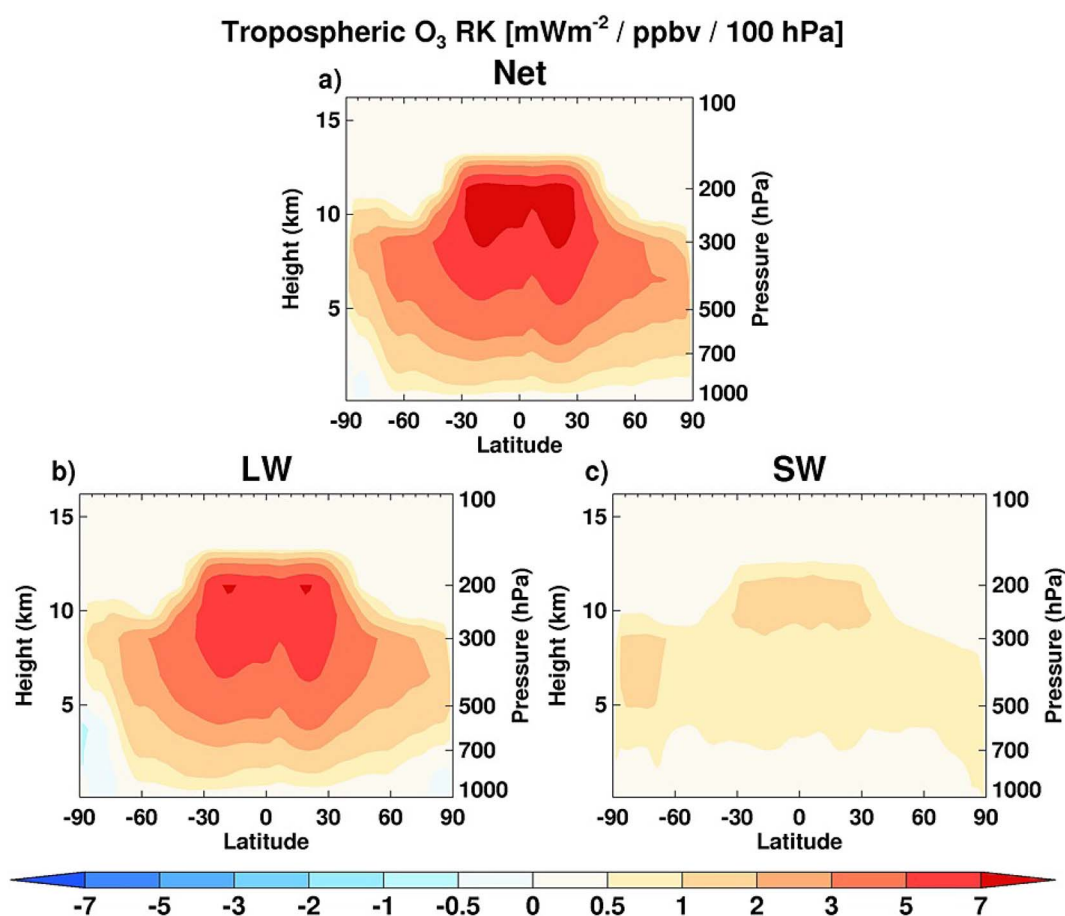 Tropospheric O₃ RK [mWm⁻² / ppbv / 100 hPa]
a)
Net
15
10
5
Height (km)
100
200
300
500
700
1000
Pressure (hPa)
-90 -60 -30 0 30 60 90
Latitude
b)
LW
15
10
5
Height (km)
100
200
300
500
700
1000
Pressure (hPa)
-90 -60 -30 0 30 60 90
Latitude
c)
SW
15
10
5
Height (km)
100
200
300
500
700
1000
Pressure (hPa)
-90 -60 -30 0 30 60 90
Latitude
-7 -5 -3 -2 -1 -0.5 0 0.5 1 2 3 5 7